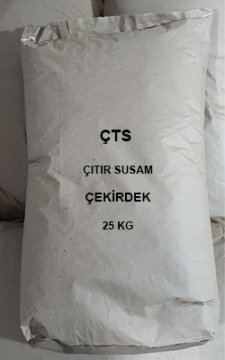 ÇTS
ÇITIR SUSAM
ÇEKİRDEK
25 KG